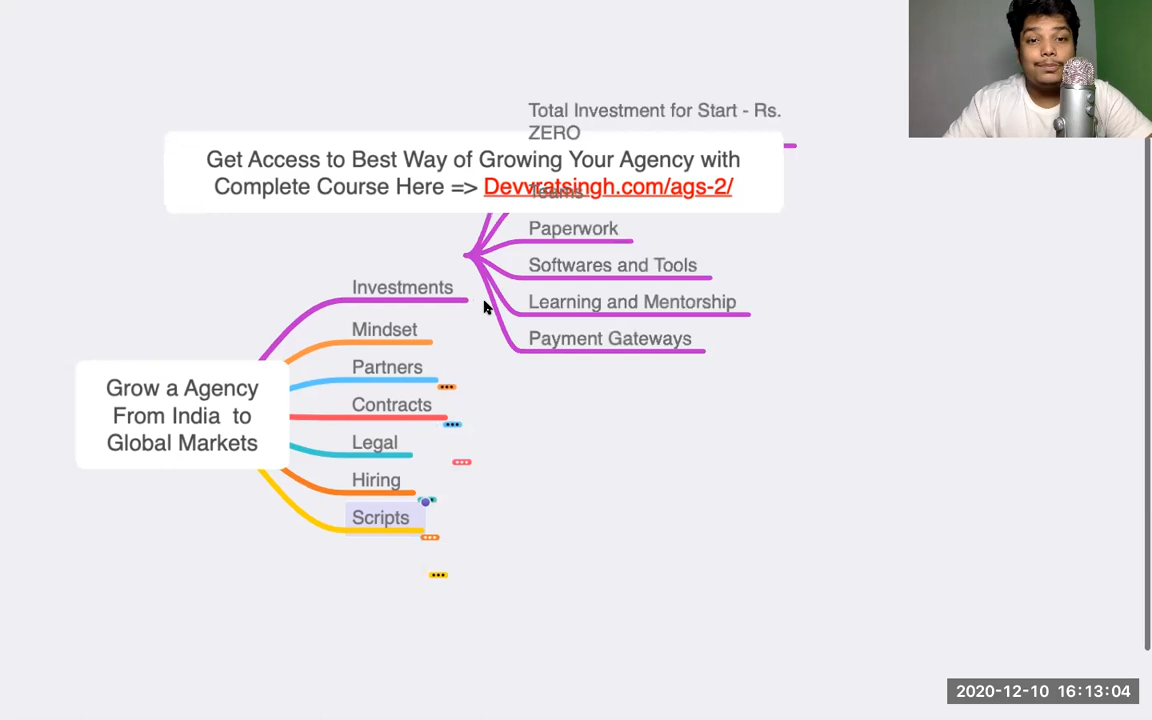 Total Investment for Start - Rs.
ZERO
Get Access to Best Way of Growing Your Agency with
Complete Course Here => Devvratsingh.com/ags-2/
Teams
Paperwork
Softwares and Tools
Learning and Mentorship
Payment Gateways
Investments
Mindset
Partners
Contracts
Legal
Hiring
Scripts
Grow a Agency
From India to
Global Markets
2020-12-10 16:13:04